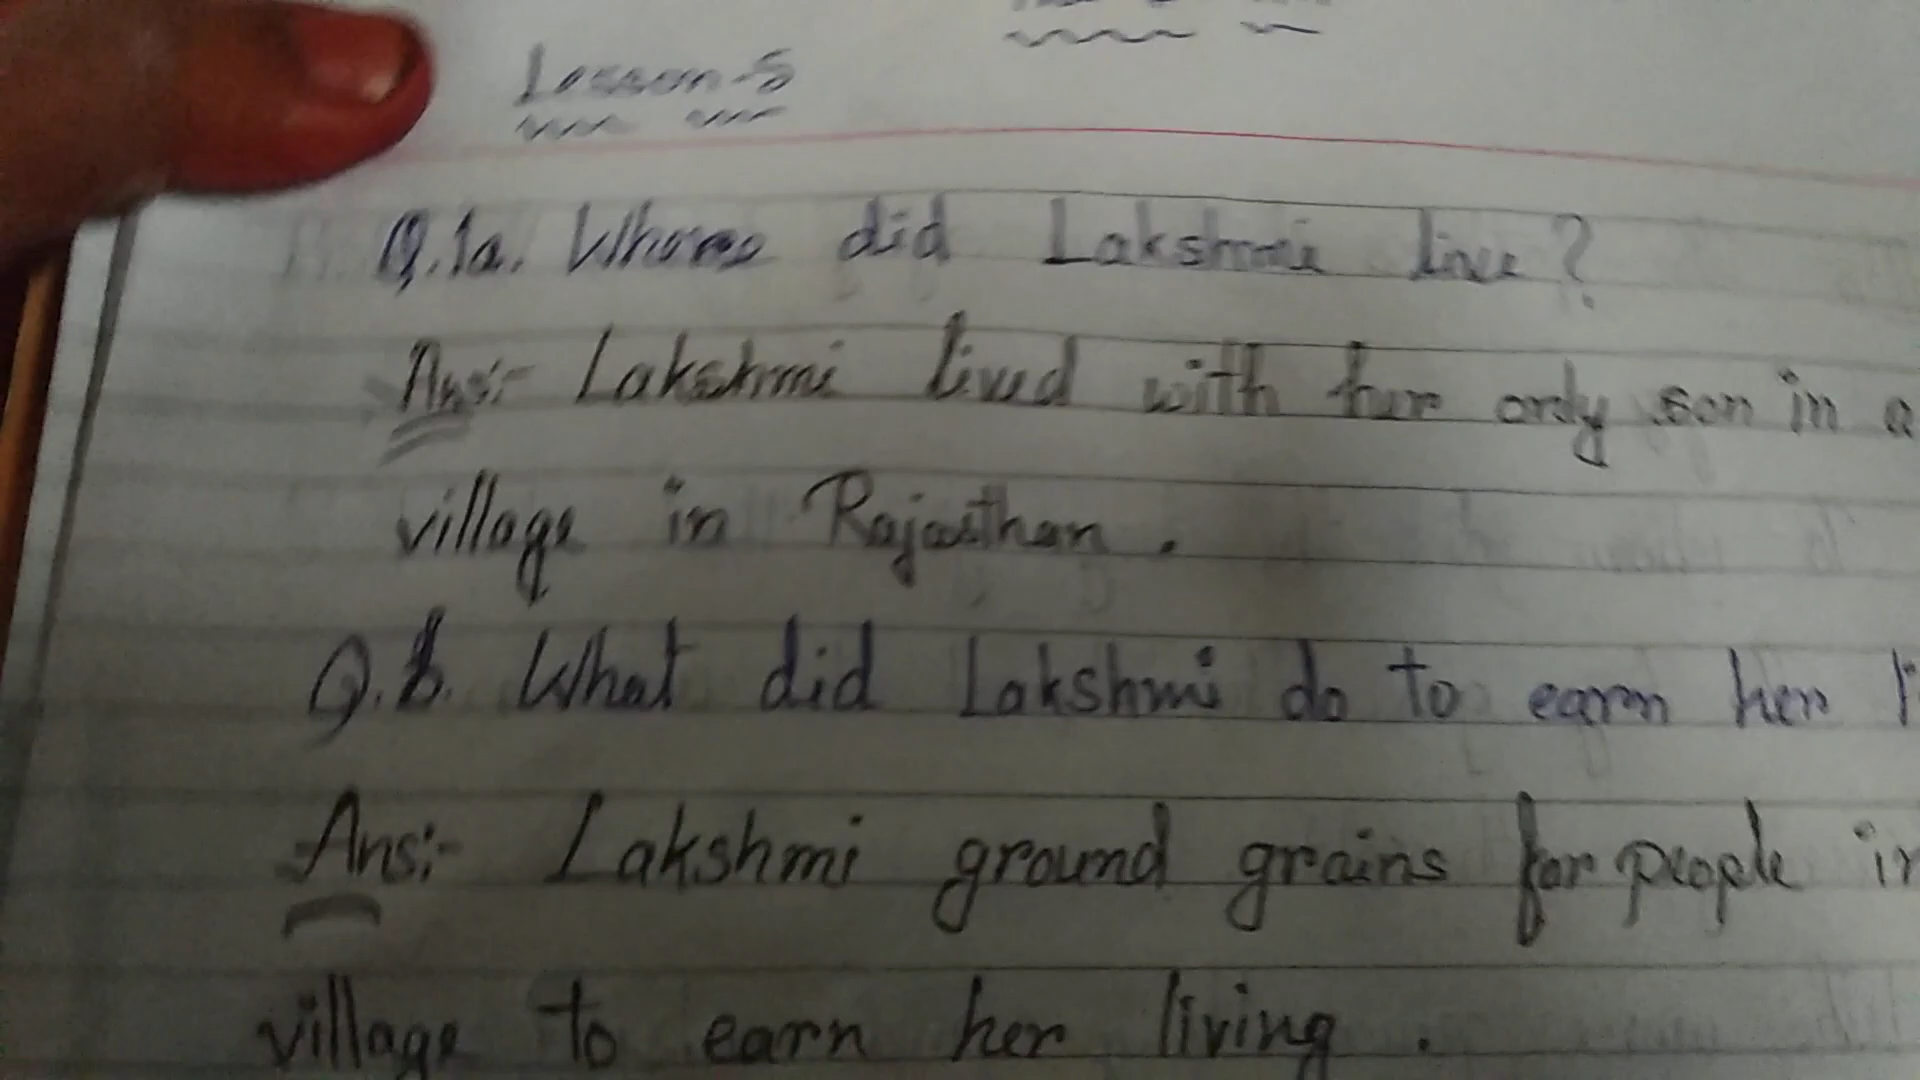 Lesson-5
Q.1a. Where did Lakshmi live?
Ans:- Lakshmi lived with her only son in a
village in Rajasthan.
Q.b. What did Lakshmi do to earn her
Ans:- Lakshmi ground grains for people in
village to earn her living.